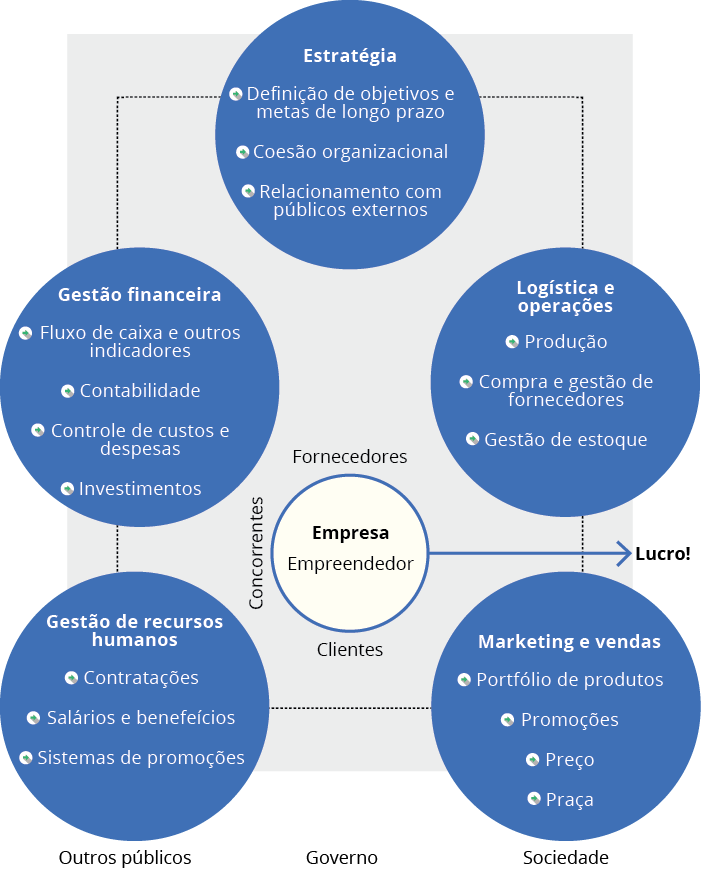 Estratégia
Definição de objetivos e
metas de longo prazo
Coesão organizacional
Relacionamento com
públicos externos
Gestão financeira
Fluxo de caixa e outros
indicadores
Contabilidade
Controle de custos e
despesas
Investimentos
Logística e
operações
Produção
Compra e gestão de
fornecedores
Gestão de estoque
Fornecedores
Concorrentes
Empresa
Empreendedor
Clientes
Lucro!
Gestão de recursos
humanos
Contratações
Salários e benefeícios
Sistemas de promoções
Marketing e vendas
Portfólio de produtos
Promoções
Preço
Praça
Outros públicos
Governo
Sociedade